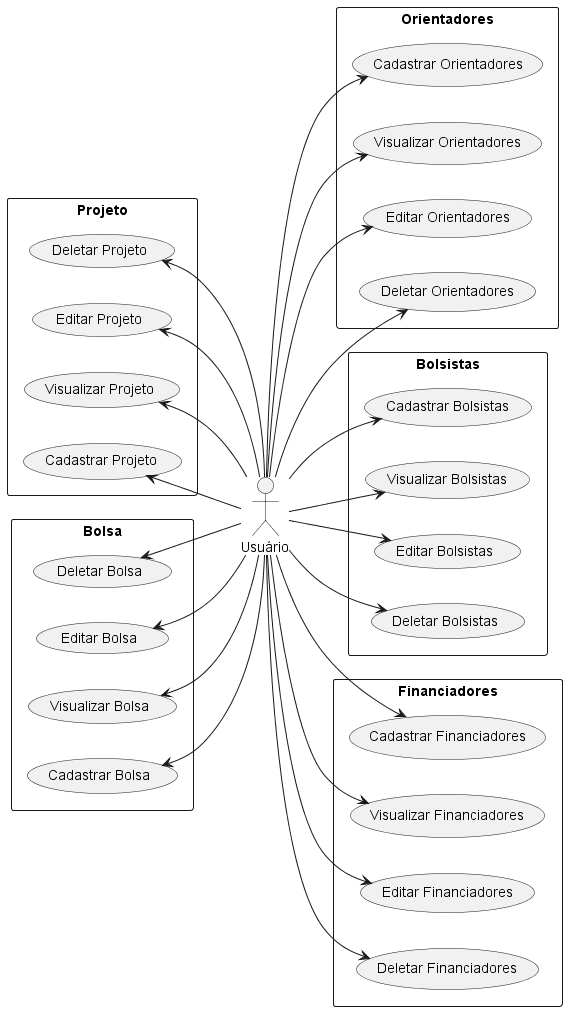 Orientadores
Cadastrar Orientadores
Visualizar Orientadores
Editar Orientadores
Deletar Orientadores
Projeto
Deletar Projeto
Editar Projeto
Visualizar Projeto
Cadastrar Projeto
Bolsistas
Cadastrar Bolsistas
Visualizar Bolsistas
Editar Bolsistas
Deletar Bolsistas
Usuário
Bolsa
Deletar Bolsa
Editar Bolsa
Visualizar Bolsa
Cadastrar Bolsa
Financiadores
Cadastrar Financiadores
Visualizar Financiadores
Editar Financiadores
Deletar Financiadores